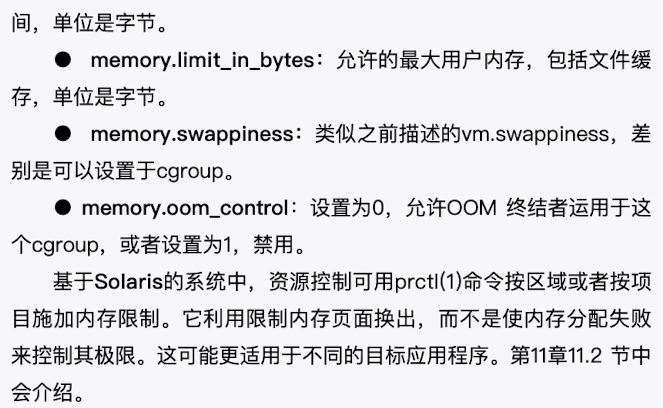 间，单位是字节。
● memory.limit_in_bytes：允许的最大用户内存，包括文件缓
存，单位是字节。
● memory.swappiness：类似之前描述的vm.swappiness，差
别是可以设置于cgroup。
● memory.oom_control：设置为0，允许OOM 终结者运用于这
个cgroup，或者设置为1，禁用。
基于Solaris的系统中，资源控制可用prctl(1)命令按区域或者按项
目施加内存限制。它利用限制内存页面换出，而不是使内存分配失败
来控制其极限。这可能更适用于不同的目标应用程序。第11章11.2 节中
会介绍。